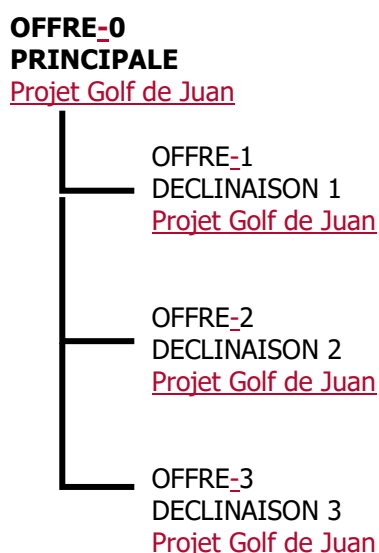 OFFRE-0
PRINCIPALE
Projet Golf de Juan
OFFRE-1
DECLINAISON 1
Projet Golf de Juan
OFFRE-2
DECLINAISON 2
Projet Golf de Juan
OFFRE-3
DECLINAISON 3
Projet Golf de Juan